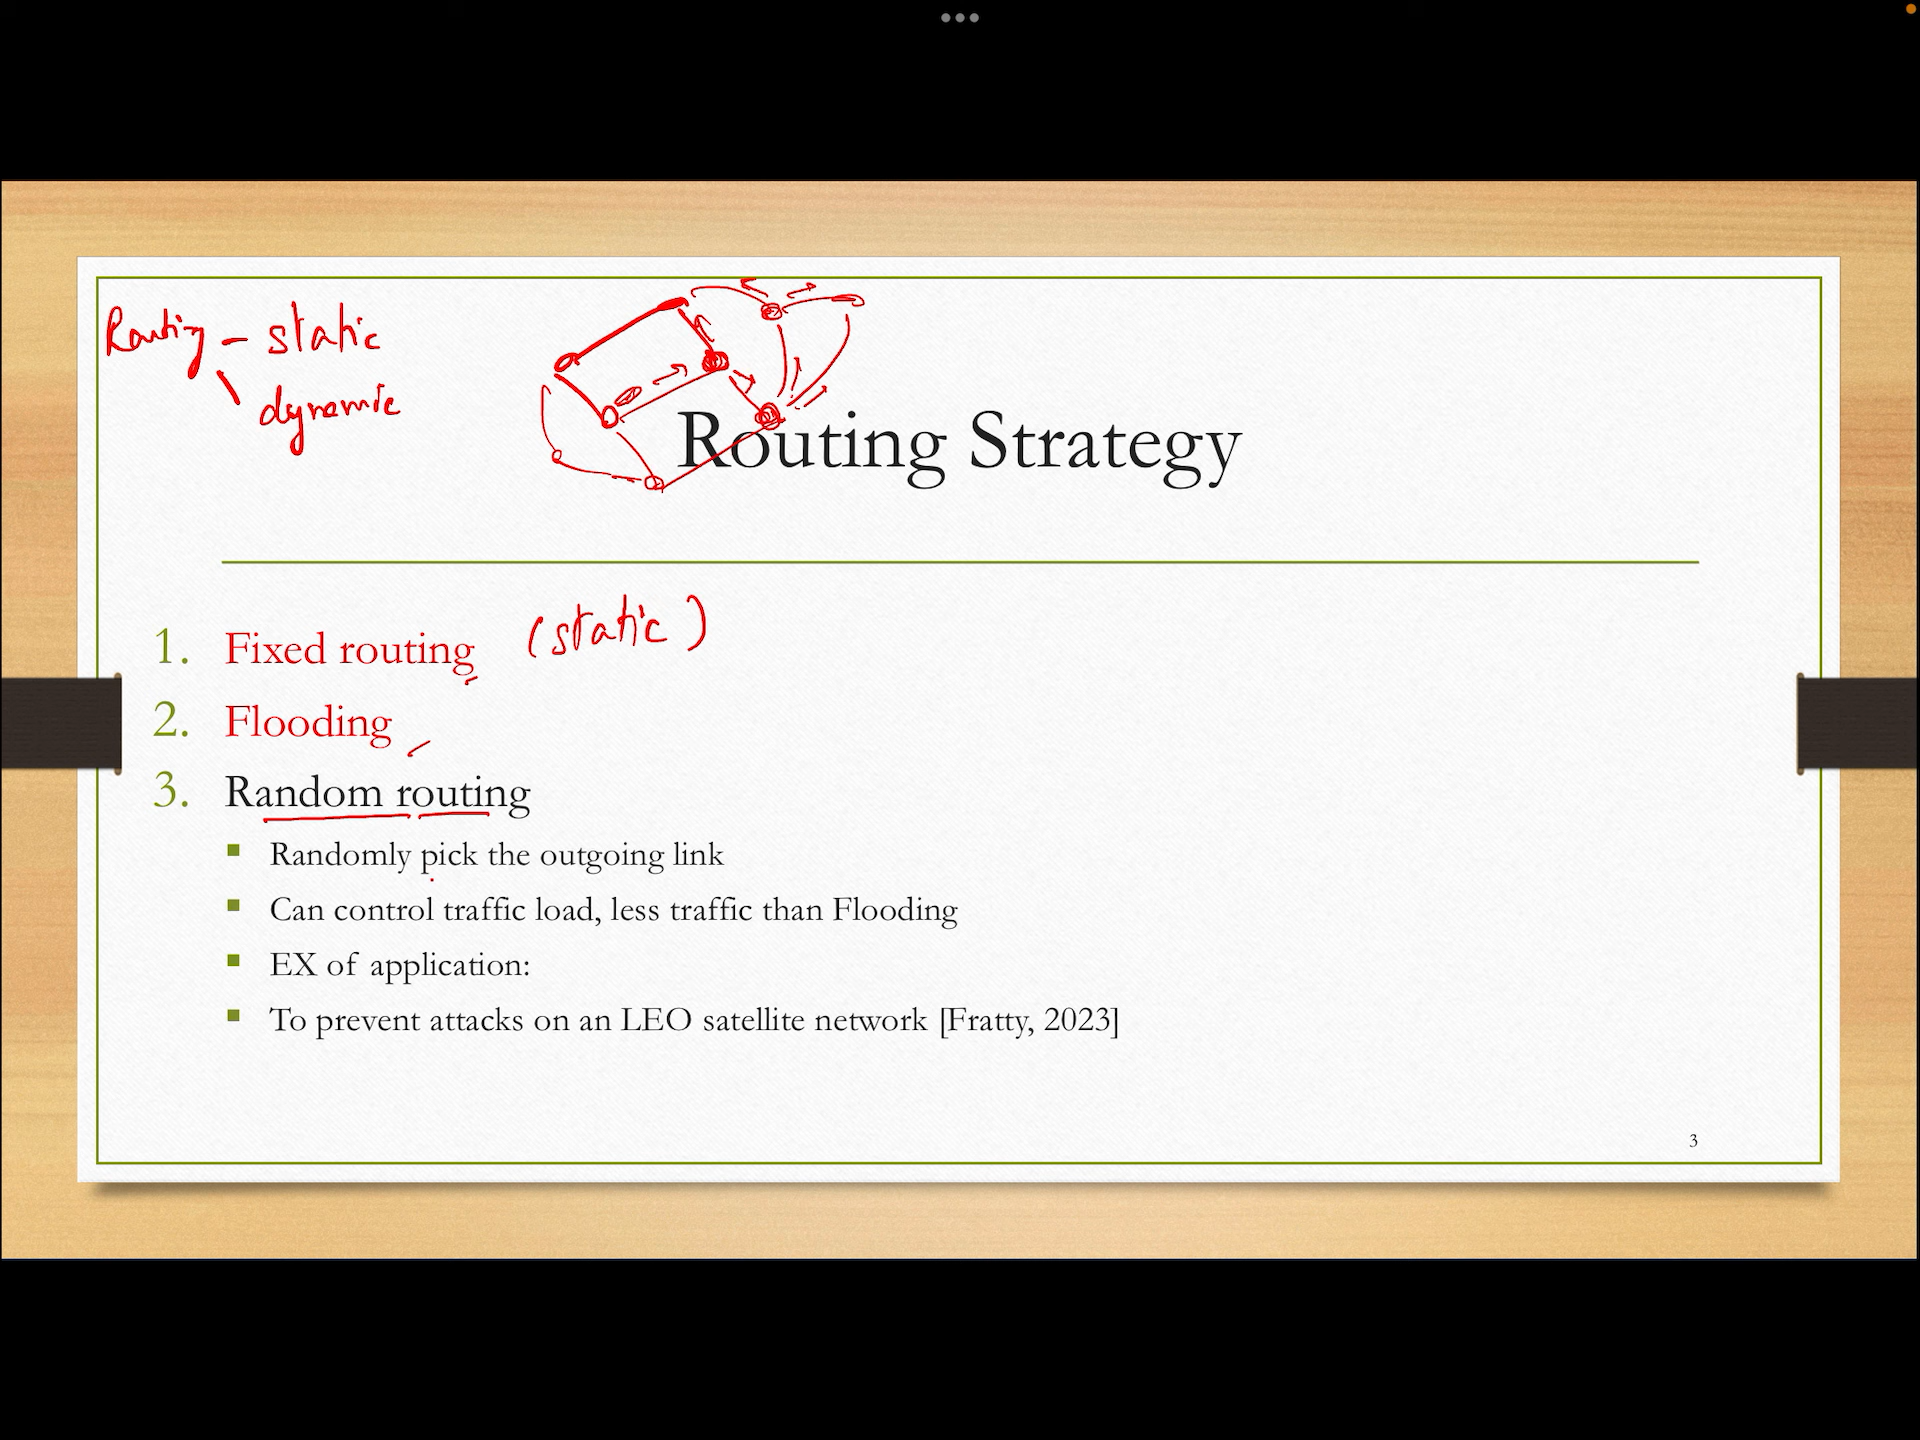 Routing - static
dynamic
Routing Strategy
1. Fixed routing (static)
2. Flooding
3. Random routing
▪ Randomly pick the outgoing link
▪ Can control traffic load, less traffic than Flooding
▪ EX of application:
▪ To prevent attacks on an LEO satellite network [Fratty, 2023]
3